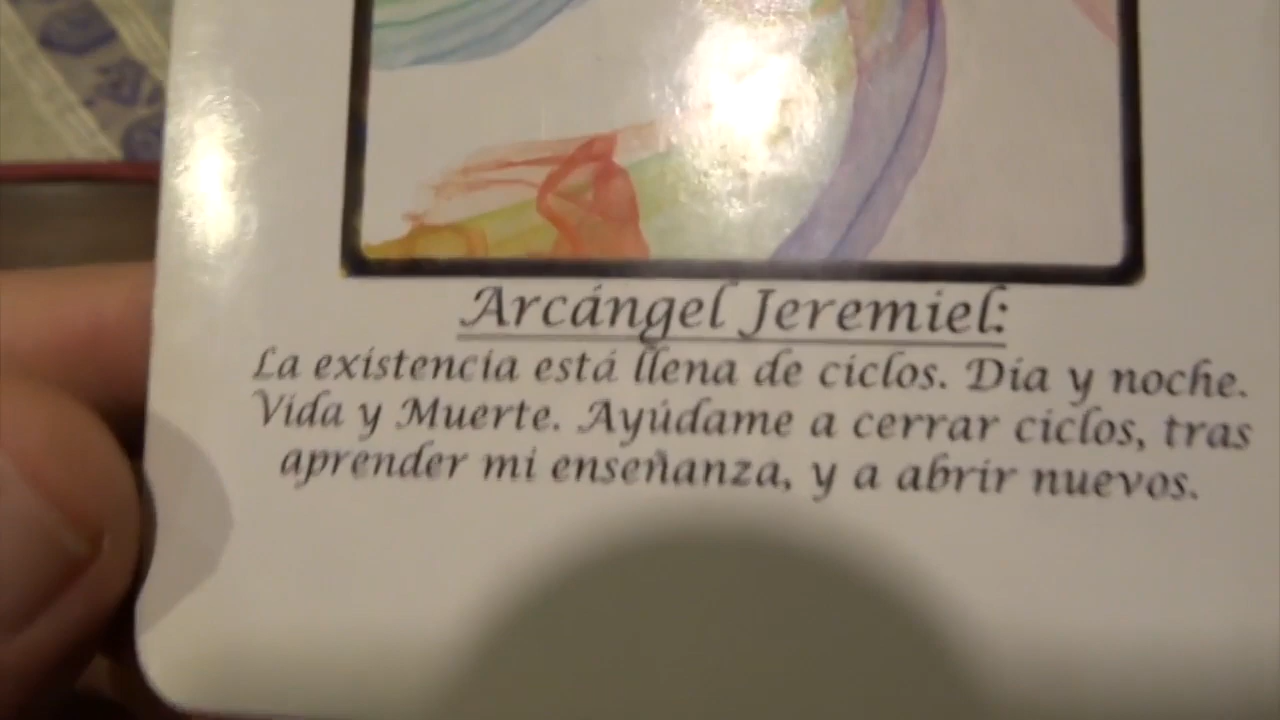 Arcángel Jeremiel:
La existencia está llena de ciclos. Día y noche.
Vida y Muerte. Ayúdame a cerrar ciclos, tras
aprender mi enseñanza, y a abrir nuevos.